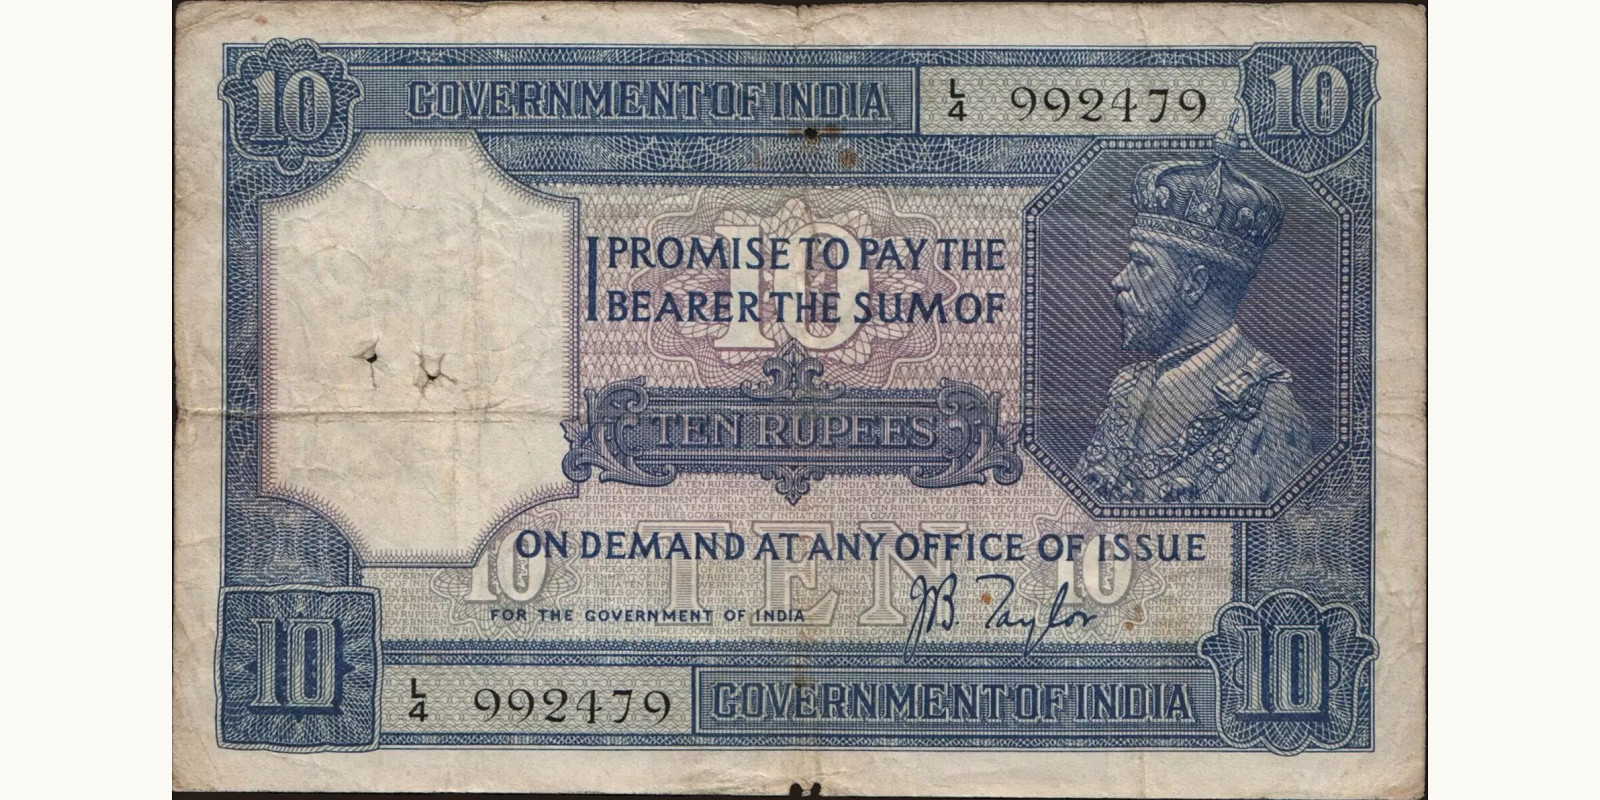 10 GOVERNMENT OF INDIA L/4 992479 10
10
I PROMISE TO PAY THE
BEARER THE SUM OF
TEN RUPEES
TEN
ON DEMAND AT ANY OFFICE OF ISSUE
10 10
FOR THE GOVERNMENT OF INDIA JB. Taylor
10 L/4 992479 GOVERNMENT OF INDIA 10